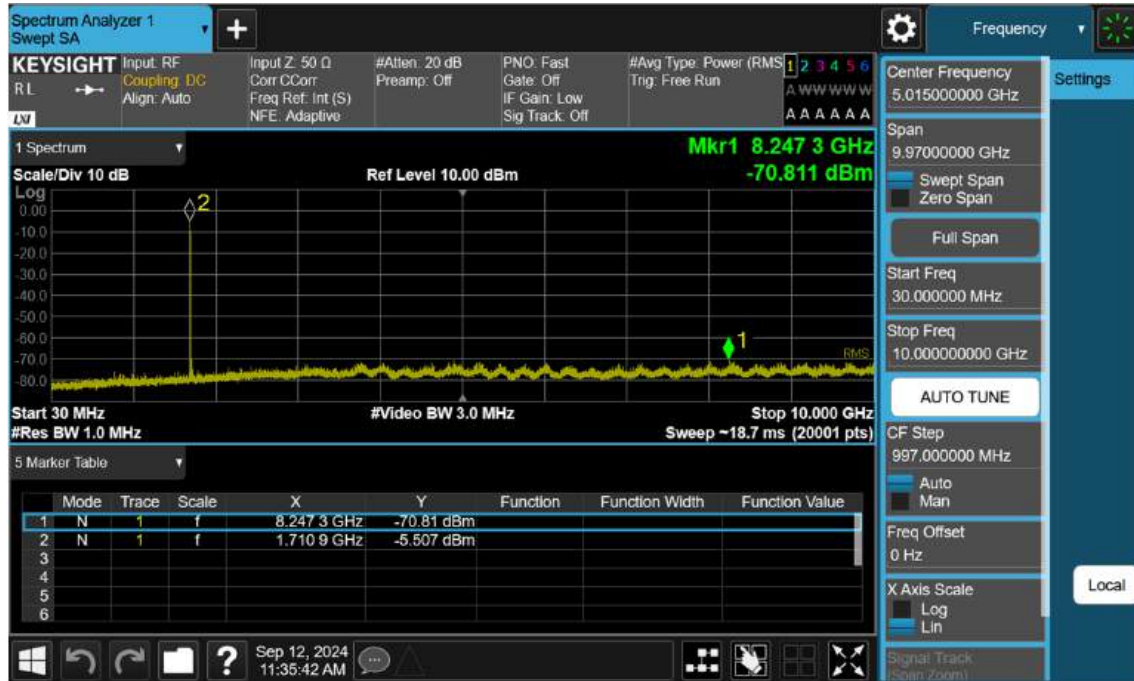 Spectrum Analyzer 1
Swept SA
+
Frequency
KEYSIGHT
RL
LXI
Input: RF
Coupling: DC
Align: Auto
Input Z: 50 Ω
Corr CCorr
Freq Ref: Int (S)
NFE: Adaptive
#Atten: 20 dB
Preamp: Off
PNO: Fast
Gate: Off
IF Gain: Low
Sig Track: Off
#Avg Type: Power (RMS
Trig: Free Run
1 2 3 4 5 6
A W W W W W
A A A A A A
1 Spectrum
Scale/Div 10 dB
Ref Level 10.00 dBm
Mkr1 8.247 3 GHz
-70.811 dBm
Log
0.00
-10.0
-20.0
-30.0
-40.0
-50.0
-60.0
-70.0
-80.0
2
1
RMS
Start 30 MHz
#Video BW 3.0 MHz
Stop 10.000 GHz
#Res BW 1.0 MHz
Sweep ~18.7 ms (20001 pts)
5 Marker Table
Mode Trace Scale X Y Function Function Width Function Value
1 N 1 f 8.247 3 GHz -70.81 dBm
2 N 1 f 1.710 9 GHz -5.507 dBm
3
4
5
6
?
Sep 12, 2024
11:35:42 AM
Center Frequency
5.015000000 GHz
Span
9.97000000 GHz
Swept Span
Zero Span
Full Span
Start Freq
30.000000 MHz
Stop Freq
10.000000000 GHz
AUTO TUNE
CF Step
997.000000 MHz
Auto
Man
Freq Offset
0 Hz
X Axis Scale
Log
Lin
Signal Track
(Span Zoom)
Settings
Local